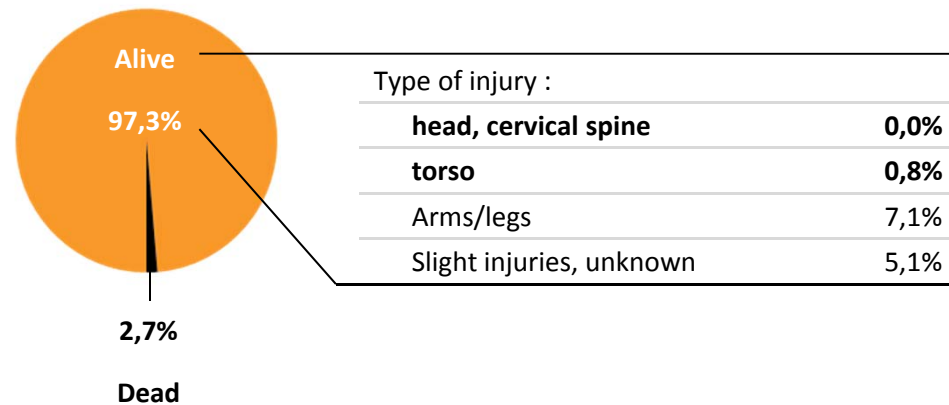 Alive
97,3%
Type of injury :
head, cervical spine 0,0%
torso 0,8%
Arms/legs 7,1%
Slight injuries, unknown 5,1%
2,7%
Dead